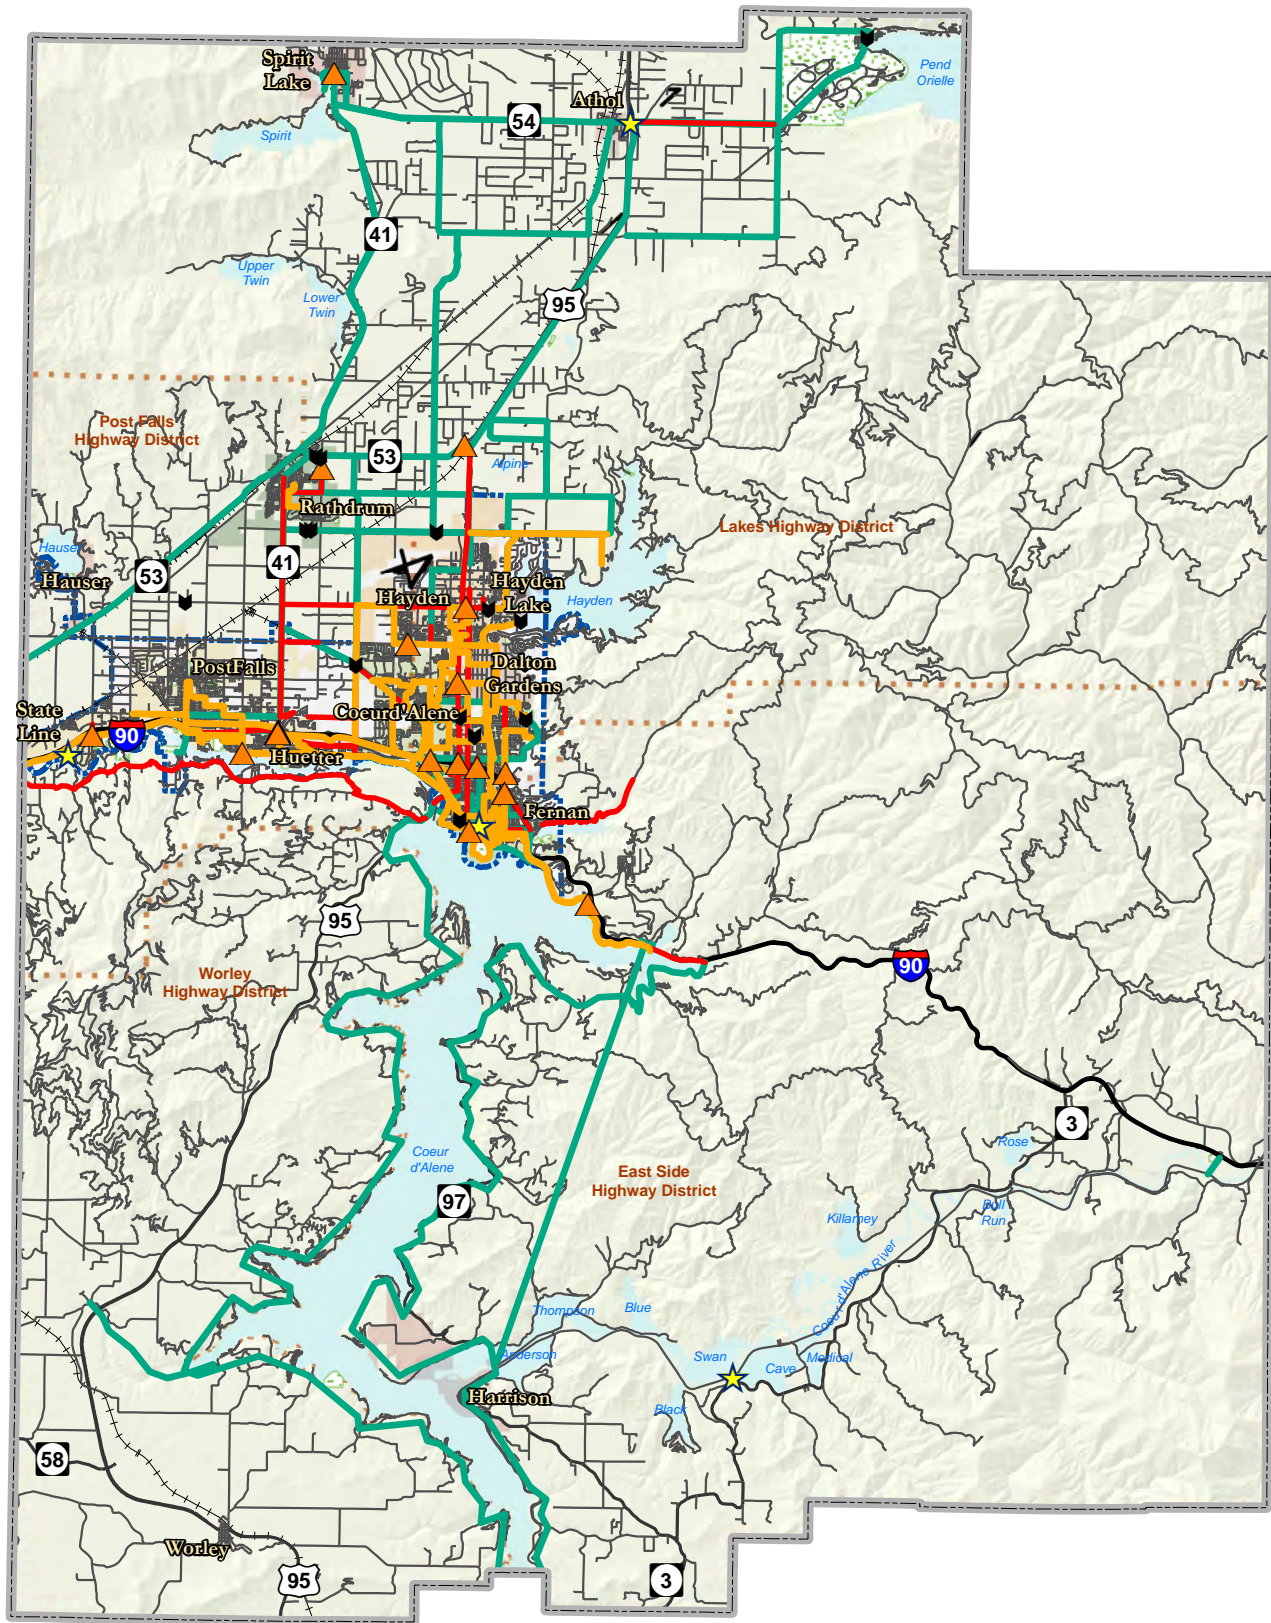 Spirit
Lake
Athol
Pend
Orielle
54
Spirit
41
Upper
Twin
Lower
Twin
95
Post Falls
Highway District
53
Alpine
Rathdrum
Lakes Highway District
Hauser
Hauser
53
41
Hayden
Hayden
Lake
Hayden
PostFalls
Dalton
Gardens
State
Line
90
Coeurd'Alene
Huetter
Fernan
95
Worley
Highway District
90
3
Rose
Coeur
d'Alene
East Side
Highway District
97
Killarney
Bull
Run
Coeur d'Alene River
Thompson
Blue
Anderson
Swan
Cave
Medical
Harrison
Black
58
Worley
95
3